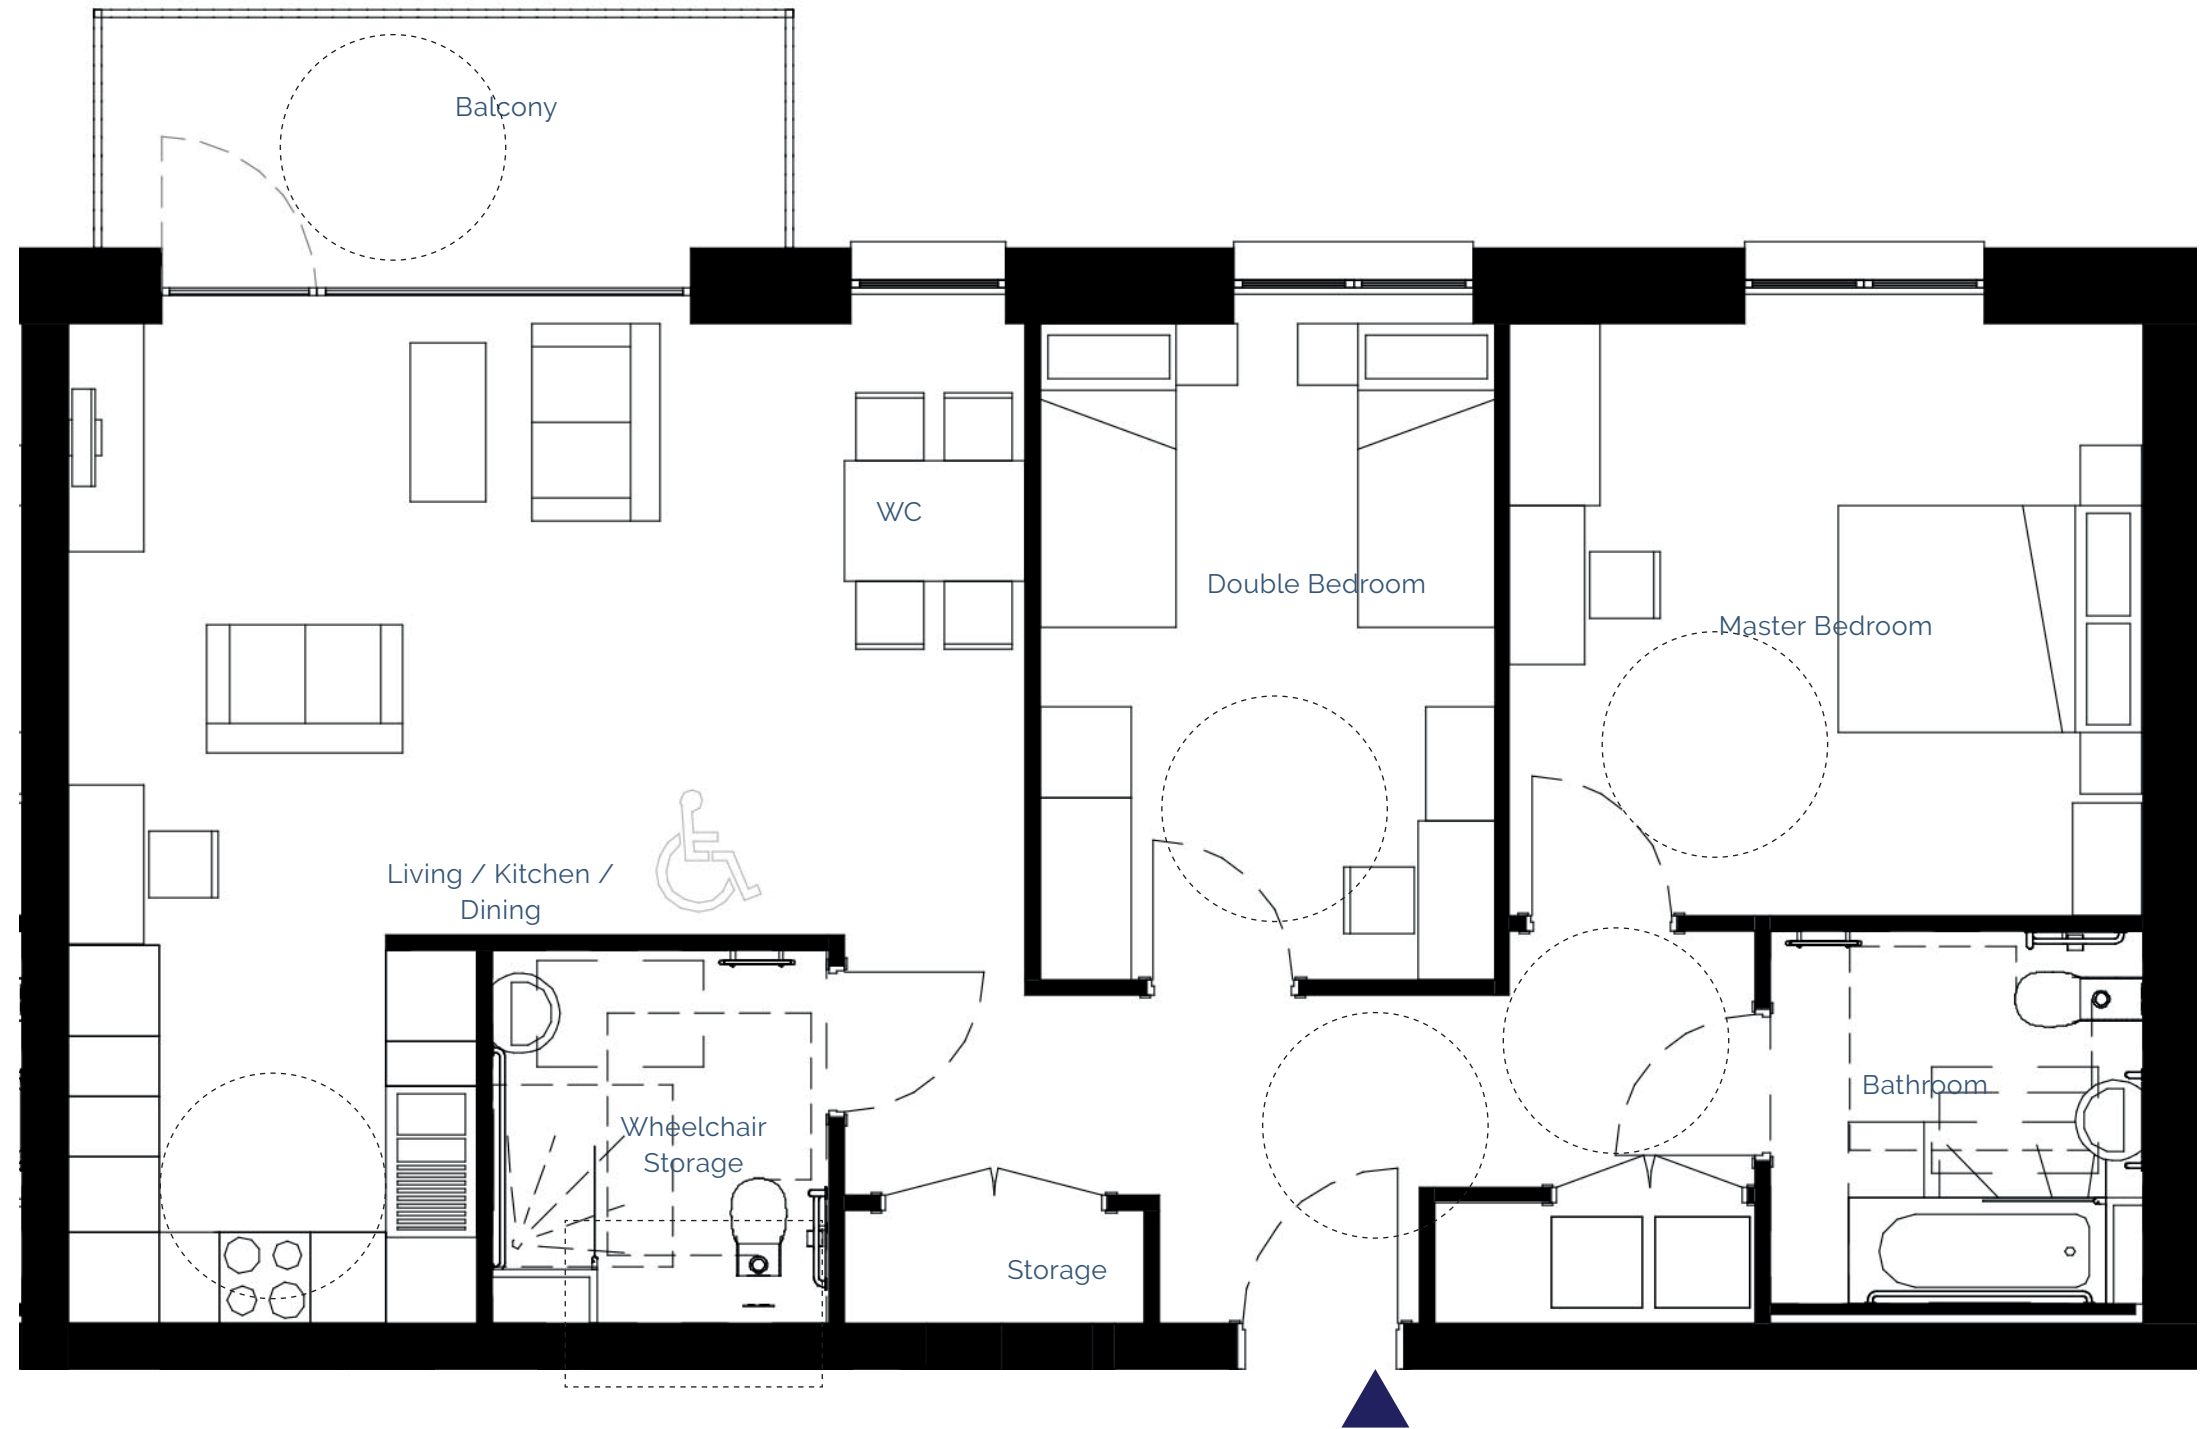 Balcony
WC
Double Bedroom
Master Bedroom
Living / Kitchen /
Dining
Wheelchair
Storage
Bathroom
Storage